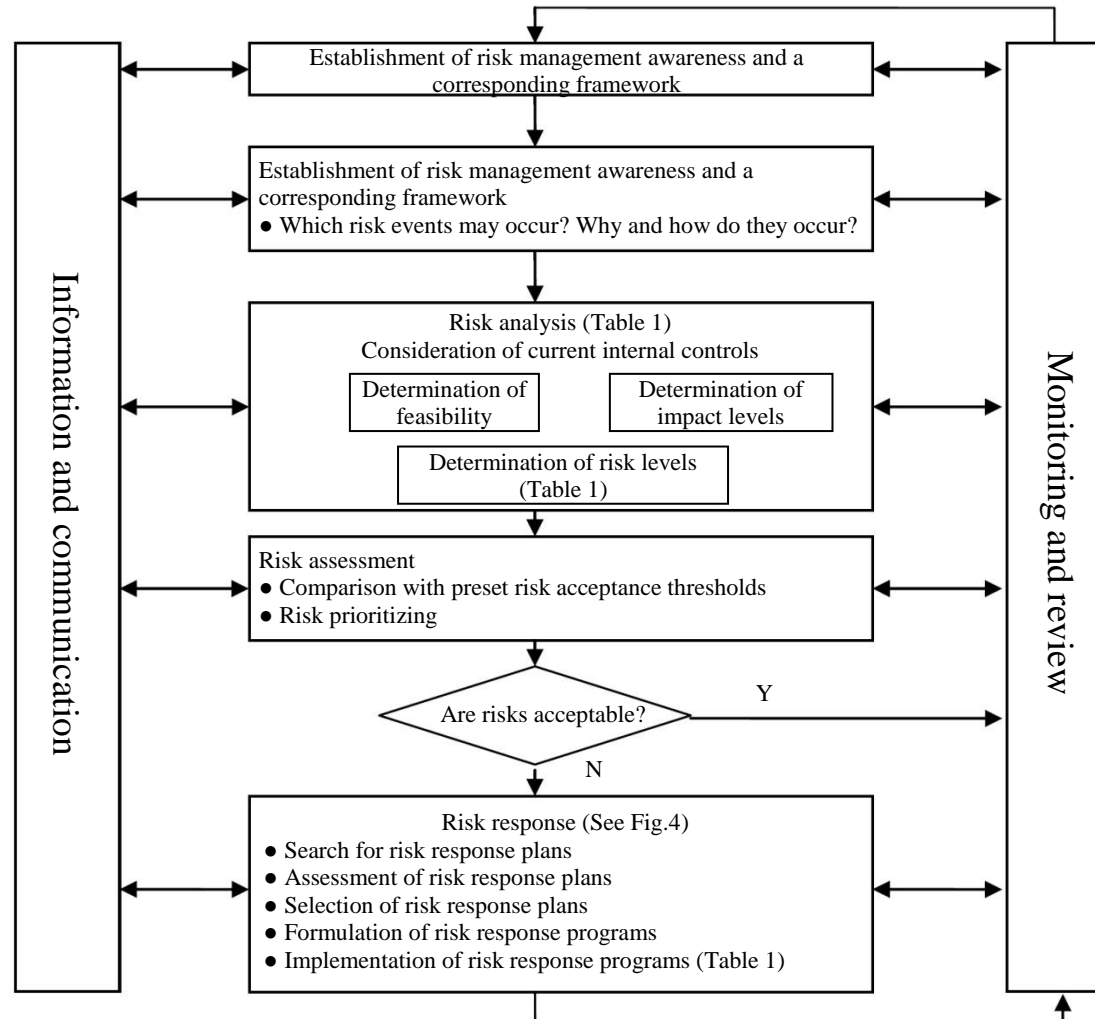 Establishment of risk management awareness and a
corresponding framework
Establishment of risk management awareness and a
corresponding framework
● Which risk events may occur? Why and how do they occur?
Risk analysis (Table 1)
Consideration of current internal controls
Determination of
feasibility
Determination of
impact levels
Determination of risk levels
(Table 1)
Risk assessment
● Comparison with preset risk acceptance thresholds
● Risk prioritizing
Are risks acceptable?
Y
N
Risk response (See Fig.4)
● Search for risk response plans
● Assessment of risk response plans
● Selection of risk response plans
● Formulation of risk response programs
● Implementation of risk response programs (Table 1)
Information and communication
Monitoring and review